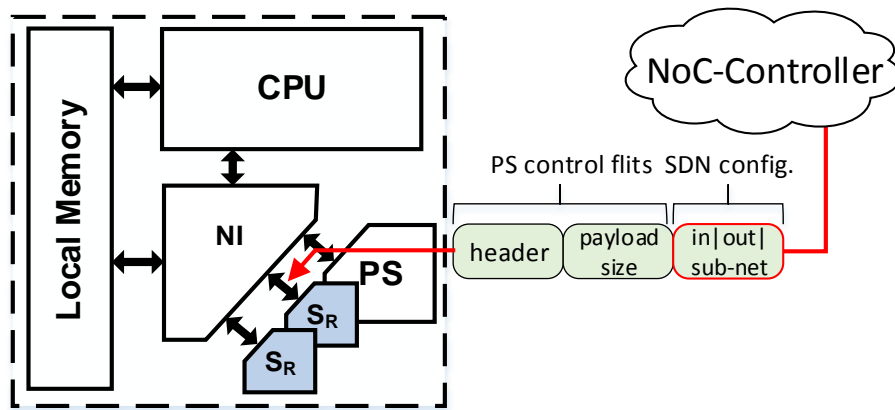 Local Memory
CPU
NI
PS
SR
SR
PS control flits
SDN config.
header
payload
size
in|out|
sub-net
NoC-Controller